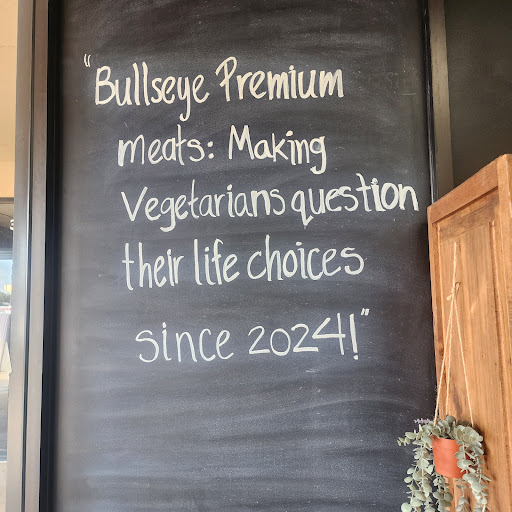 "Bullseye Premium
meats: Making
Vegetarians question
their life choices
since 2024!"